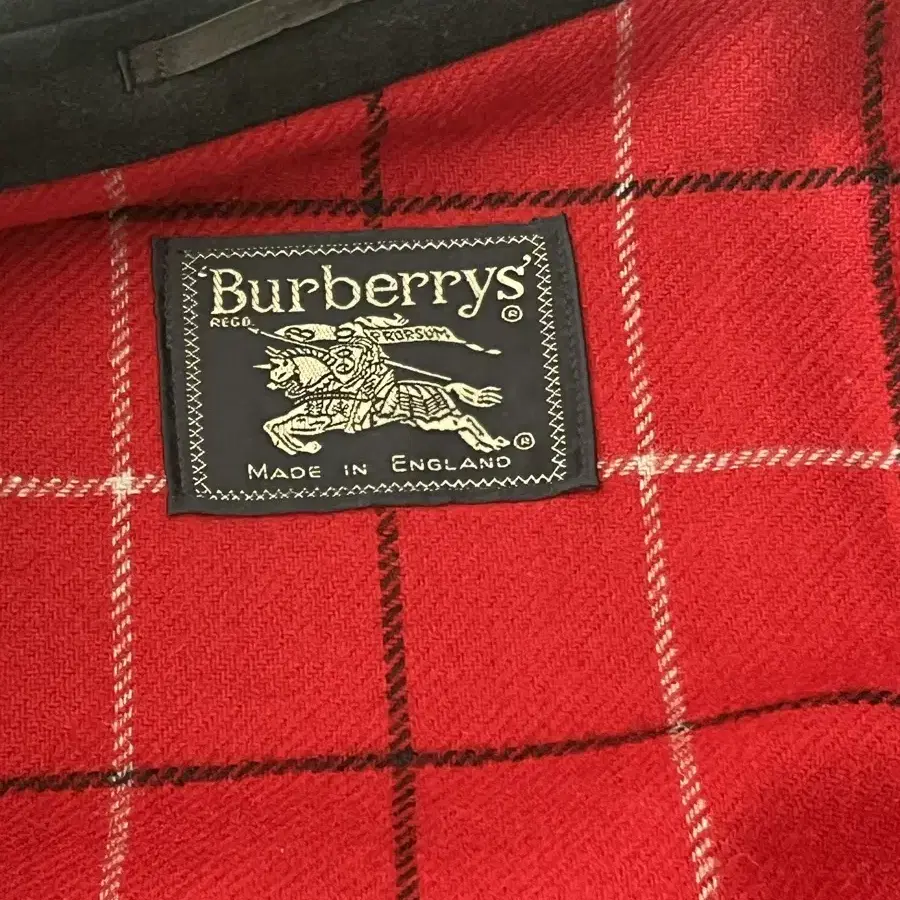 'Burberrys'®
REGD.
PRORSUM
®
MADE IN ENGLAND